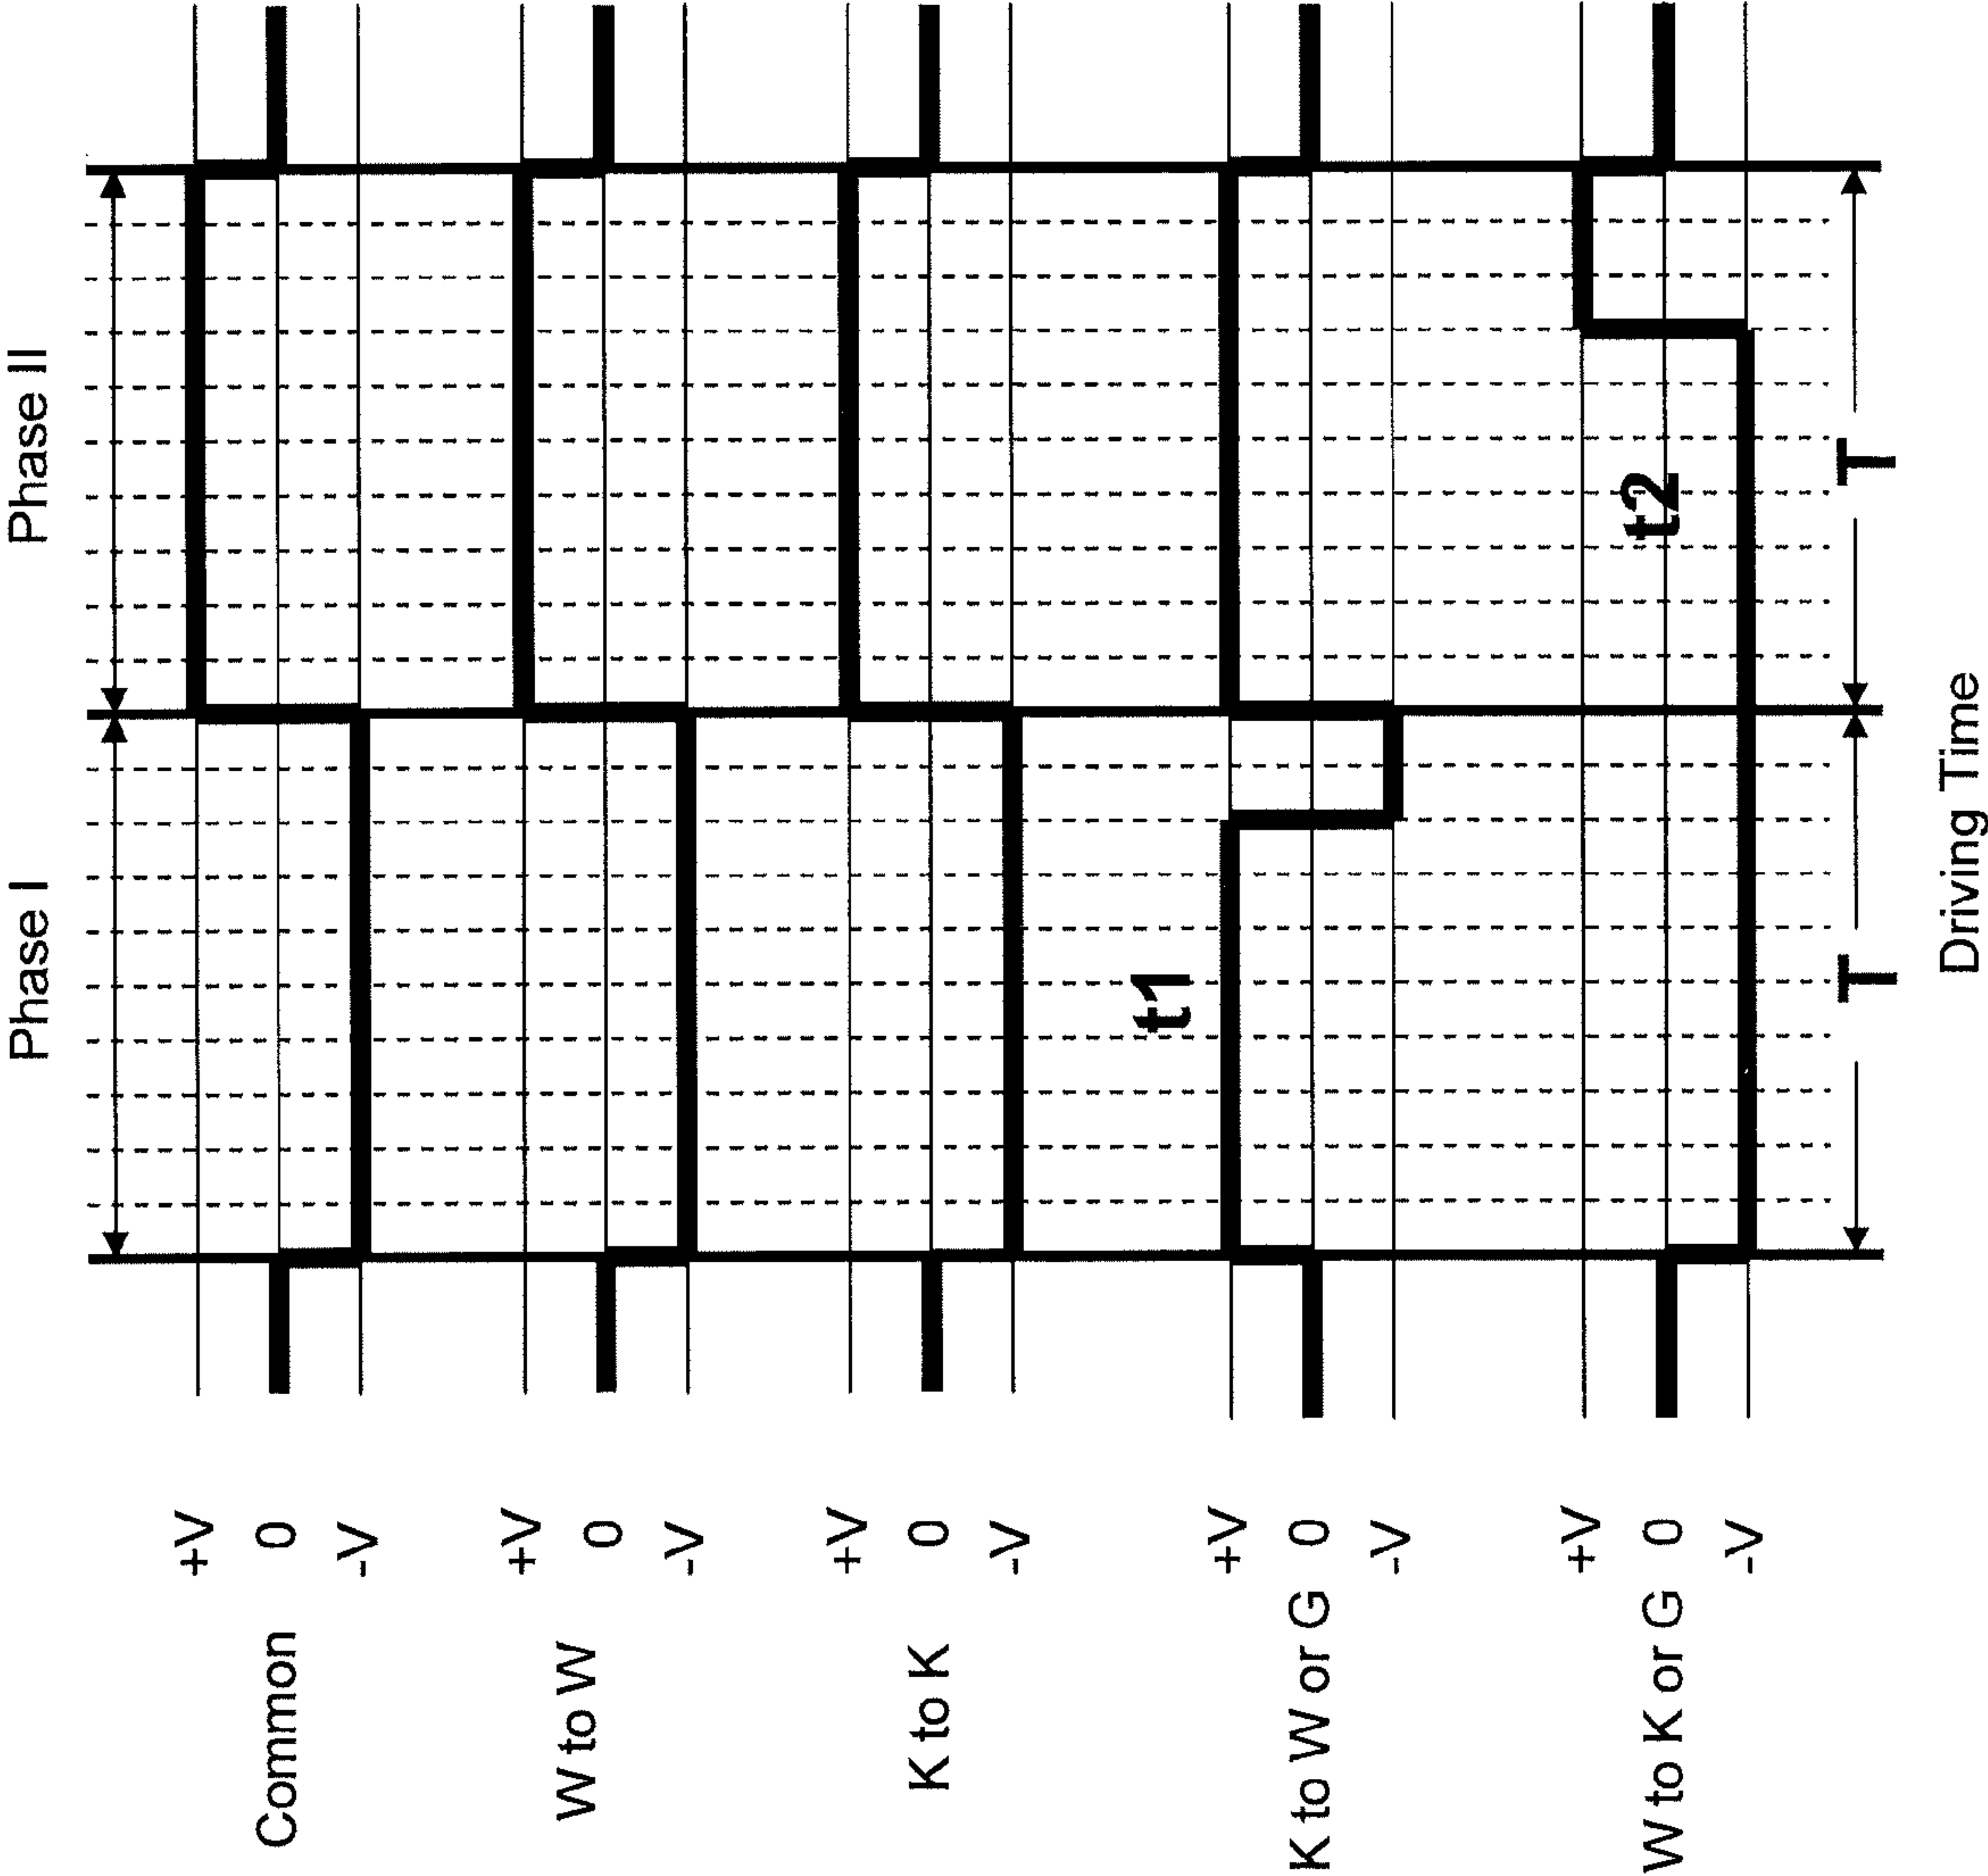 Phase I
Phase II
Common
+V
0
-V
W to W
+V
0
-V
K to K
+V
0
-V
t1
K to W or G
+V
0
-V
t2
W to K or G
+V
0
-V
T
T
Driving Time